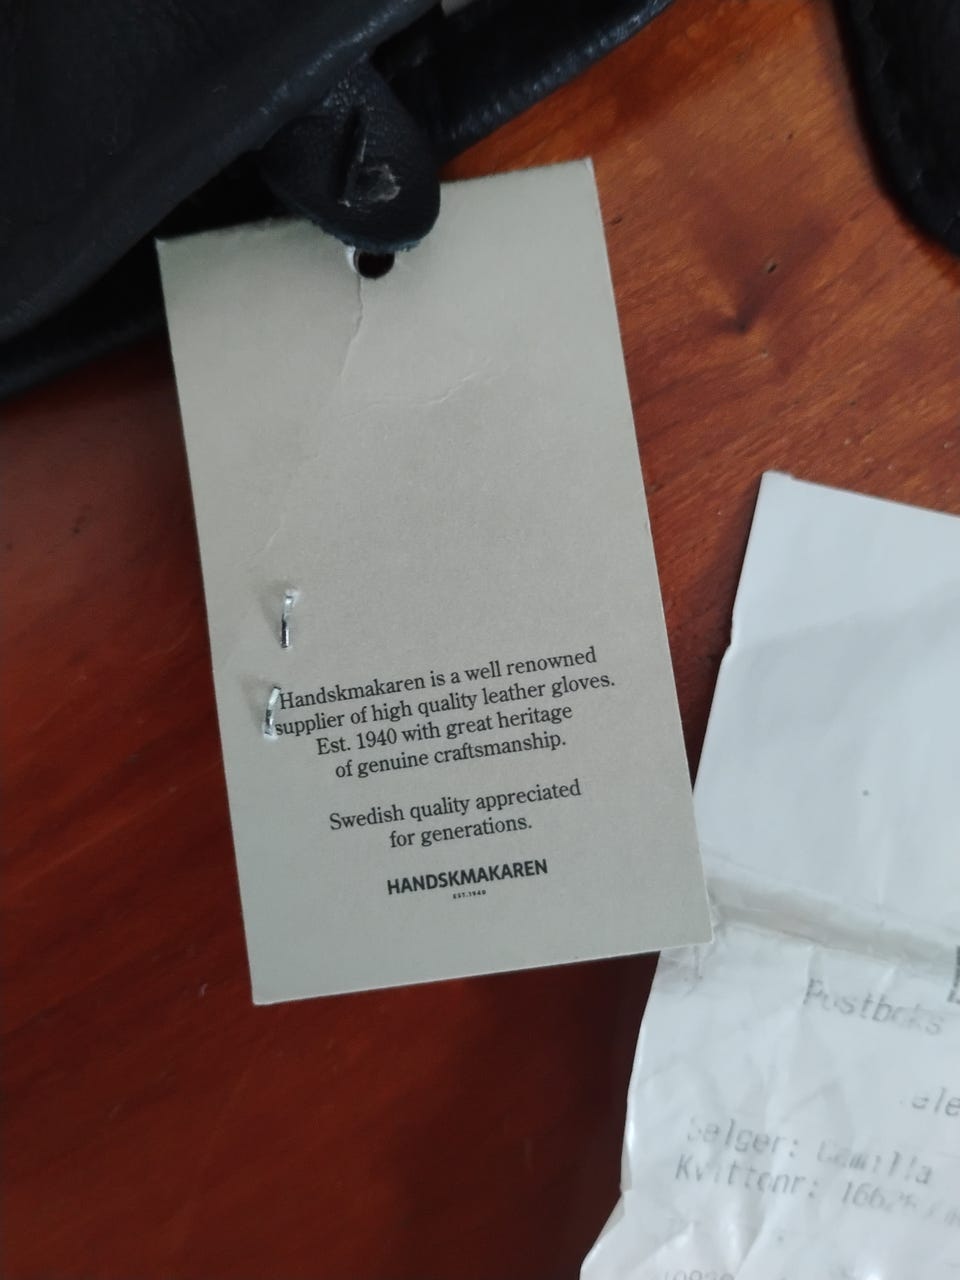 Handskmakaren is a well renowned
supplier of high quality leather gloves.
Est. 1940 with great heritage
of genuine craftsmanship.
Swedish quality appreciated
for generations.
HANDSKMAKAREN
EST.1940
Postboks
Selger: Camilla
Kvittonr: